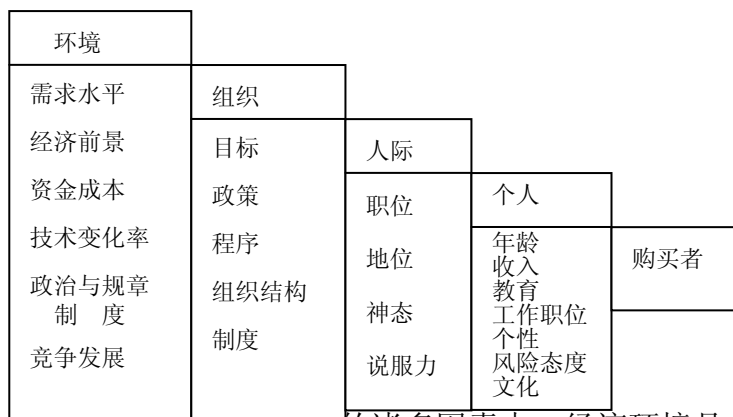 环境
需求水平
经济前景
资金成本
技术变化率
政治与规章
制 度
竞争发展
组织
目标
政策
程序
组织结构
制度
人际
职位
地位
神态
说服力
个人
年龄
收入
教育
工作职位
个性
风险态度
文化
购买者